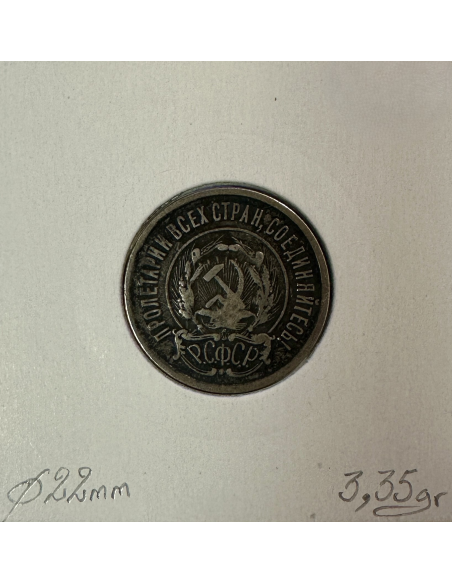 ПРОЛЕТАРИИ ВСЕХ СТРАН, СОЕДИНЯЙТЕСЬ!
Р.С.Ф.С.Р.
∅22mm
3,35gr